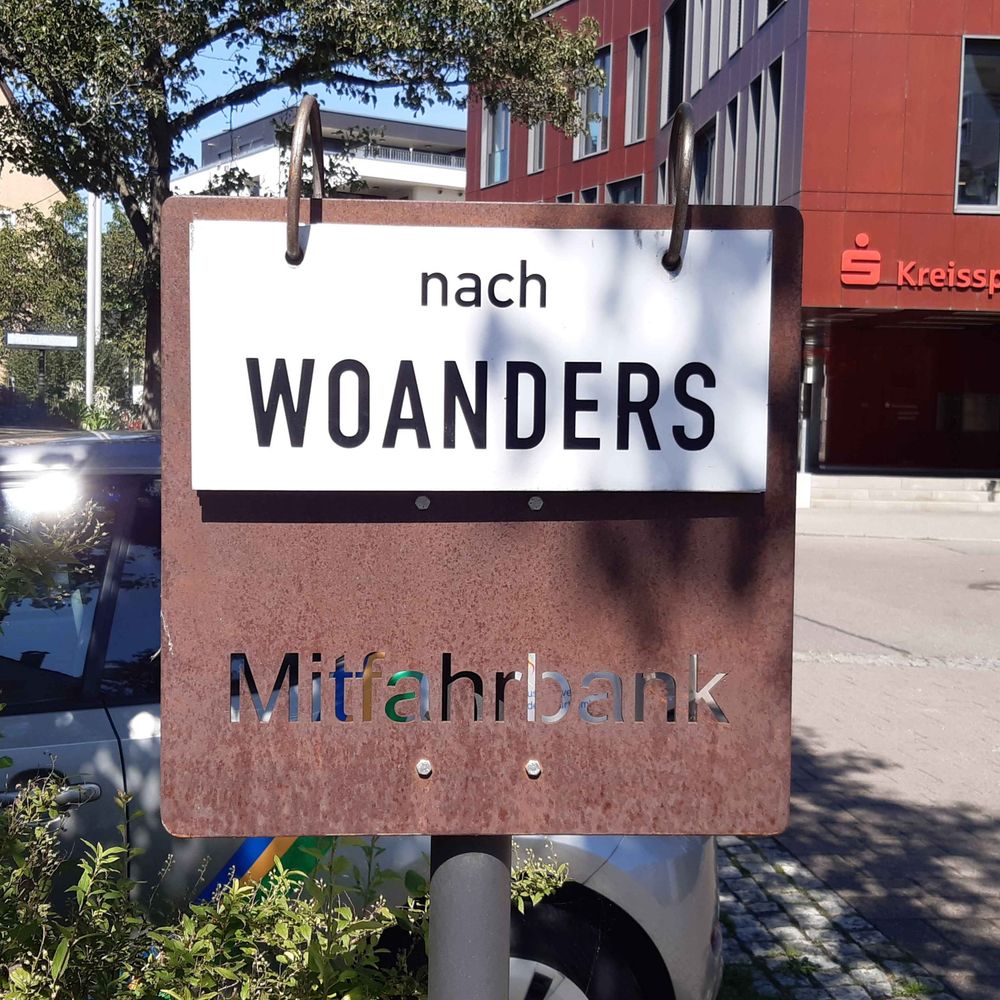 nach
WOANDERS
Kreissp
Mitfahrbank